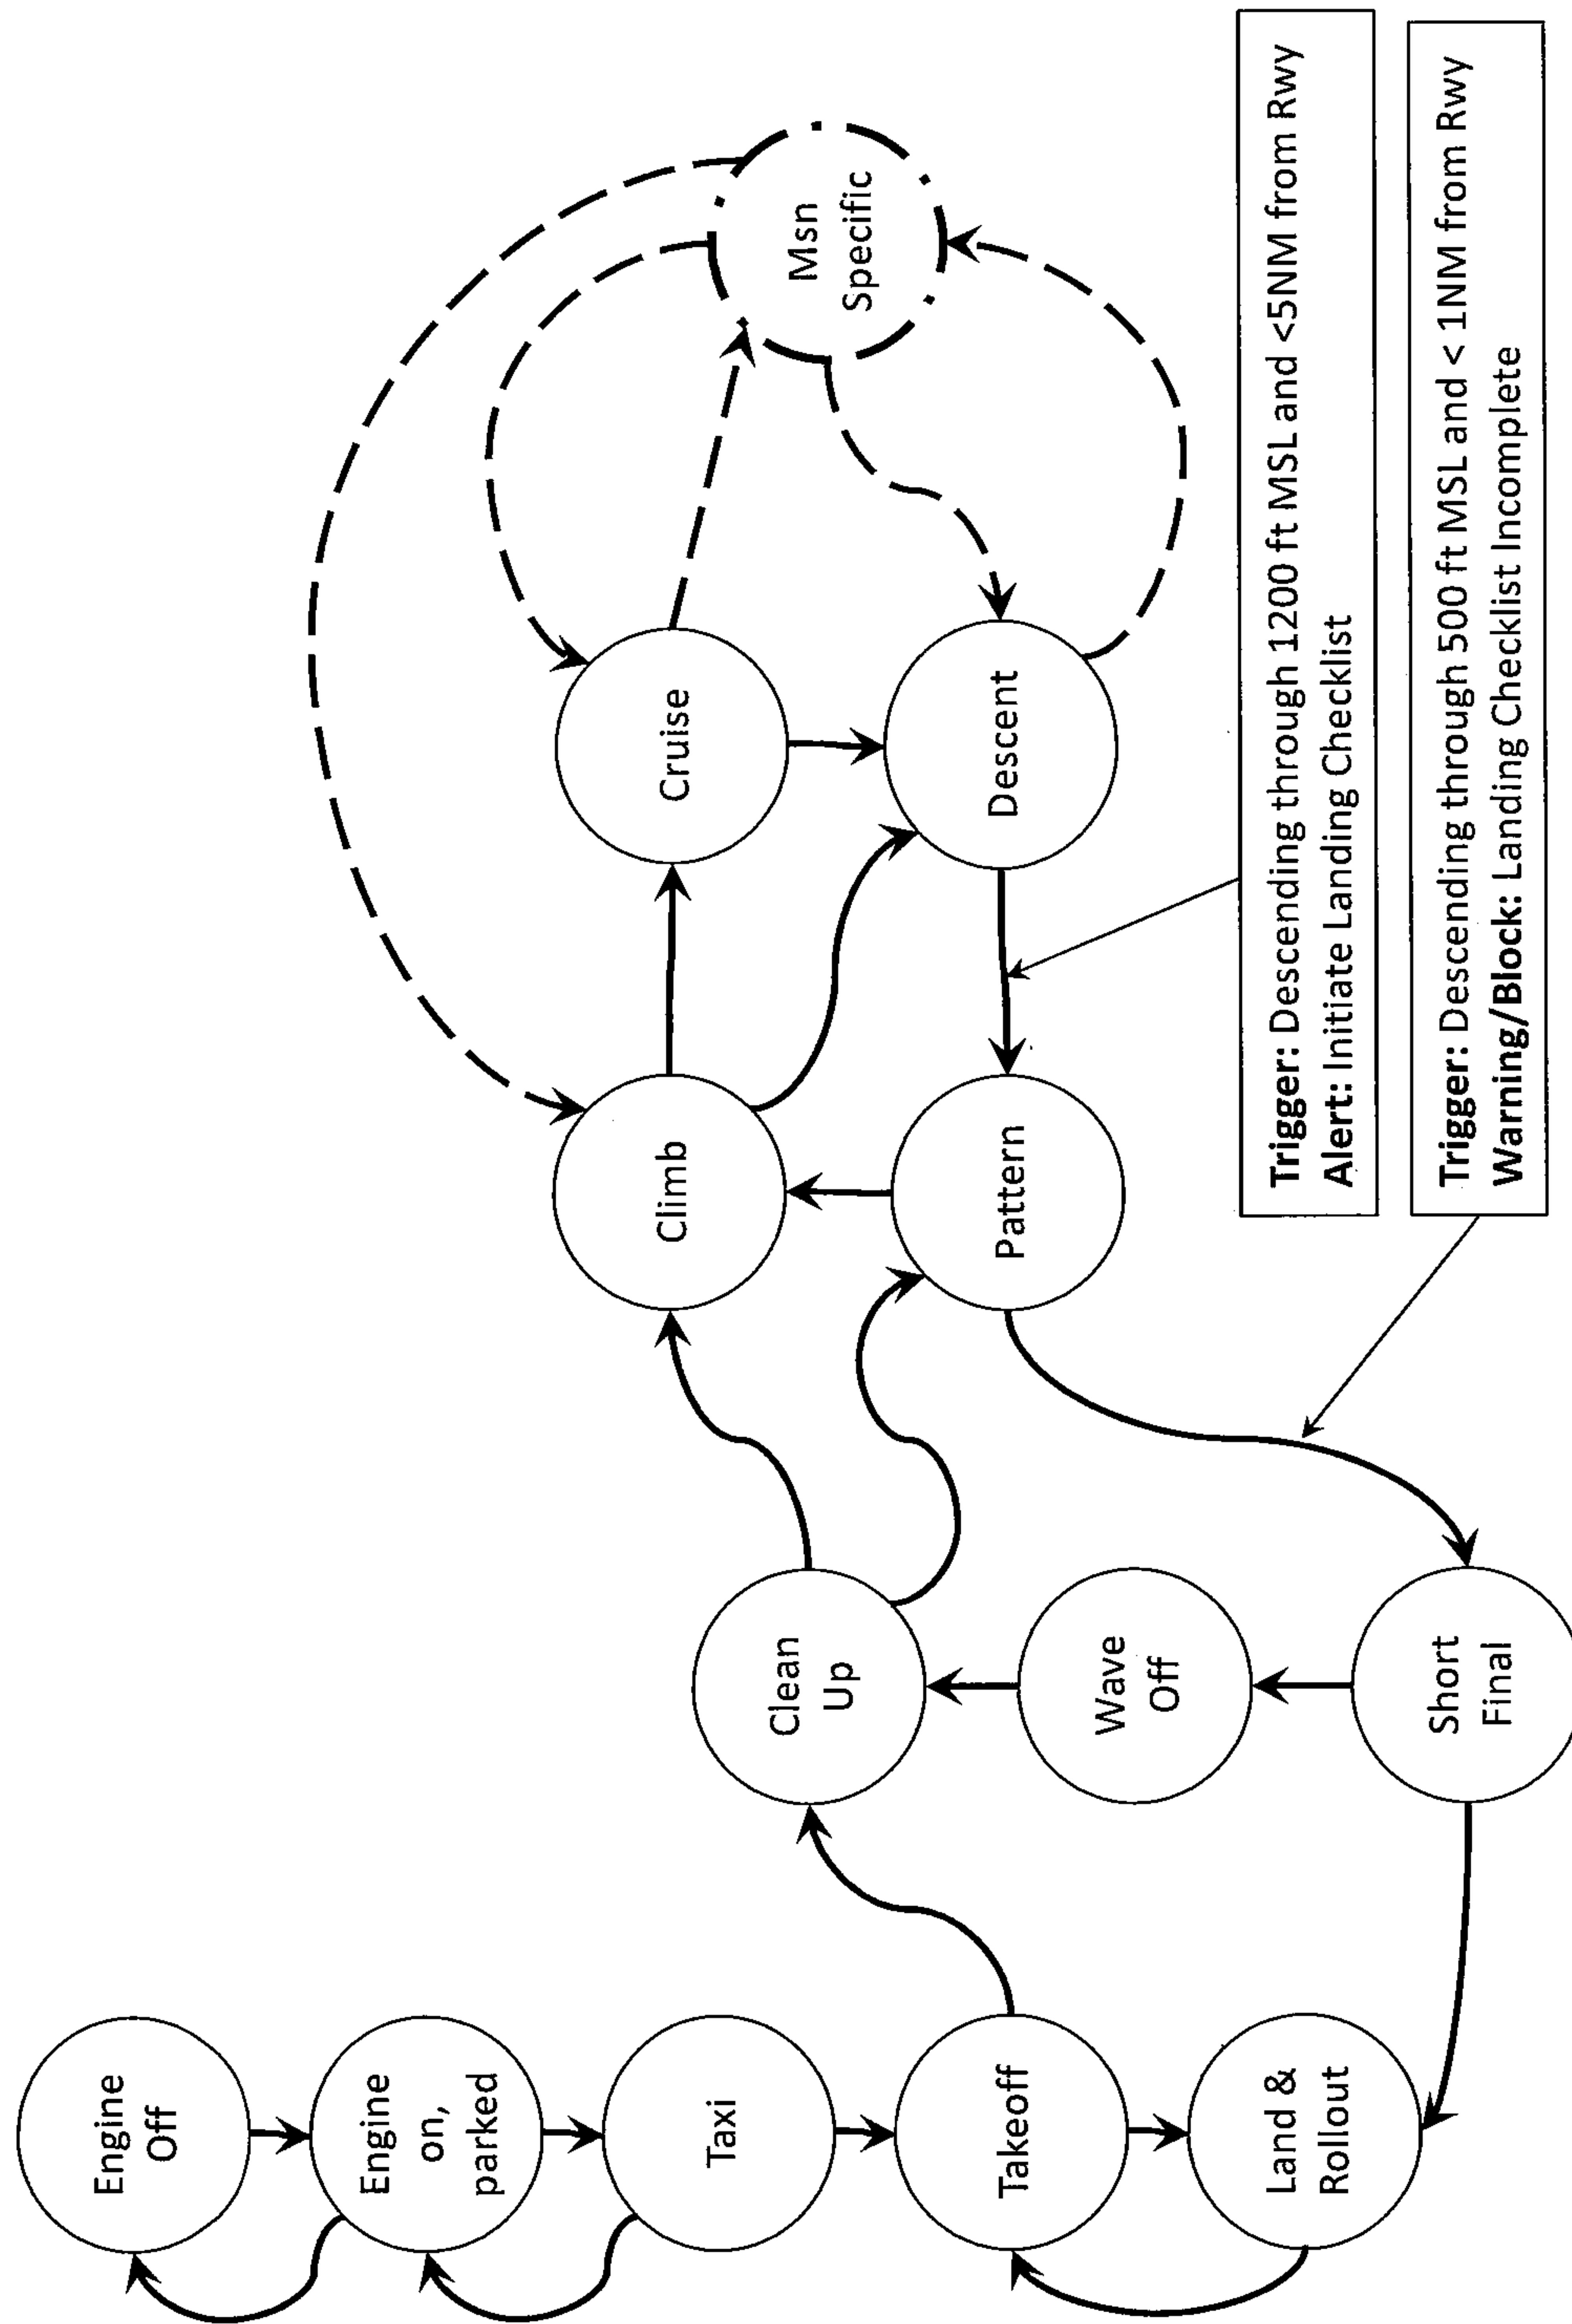 Engine
Off
Engine
on,
parked
Taxi
Takeoff
Land &
Rollout
Clean
Up
Wave
Off
Short
Final
Climb
Pattern
Cruise
Descent
Msn
Specific
Trigger: Descending through 1200 ft MSL and <5NM from Rwy
Alert: Initiate Landing Checklist
Trigger: Descending through 500 ft MSL and < 1NM from Rwy
Warning/Block: Landing Checklist Incomplete